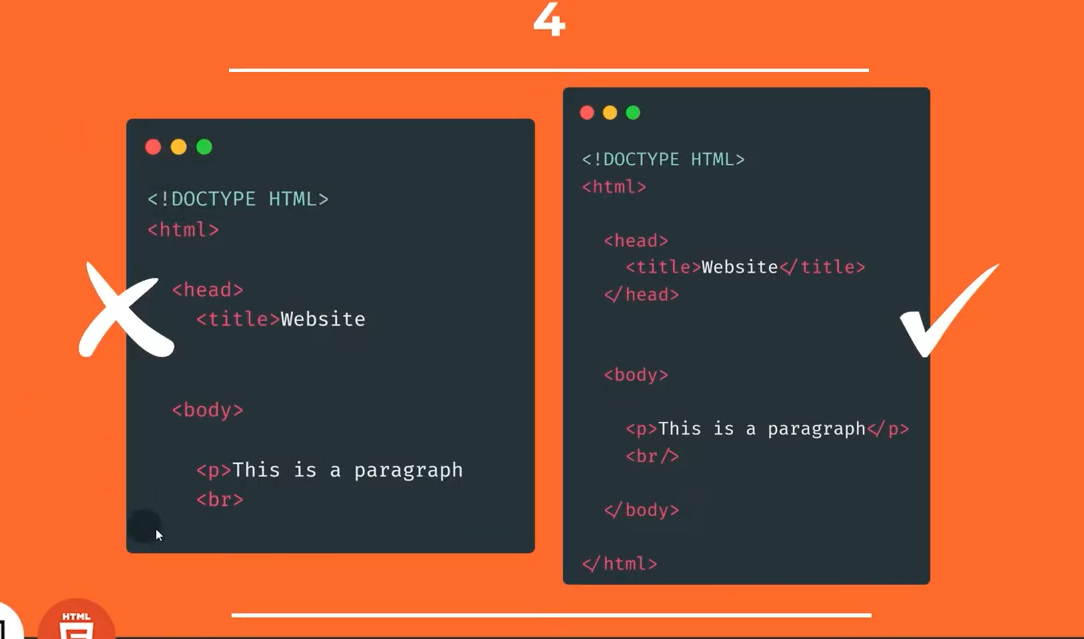 4
<!DOCTYPE HTML>
<html>
<head>
<title>Website
<body>
<p>This is a paragraph
<br>
<!DOCTYPE HTML>
<html>
<head>
<title>Website</title>
</head>
<body>
<p>This is a paragraph</p>
<br/>
</body>
</html>
HTML